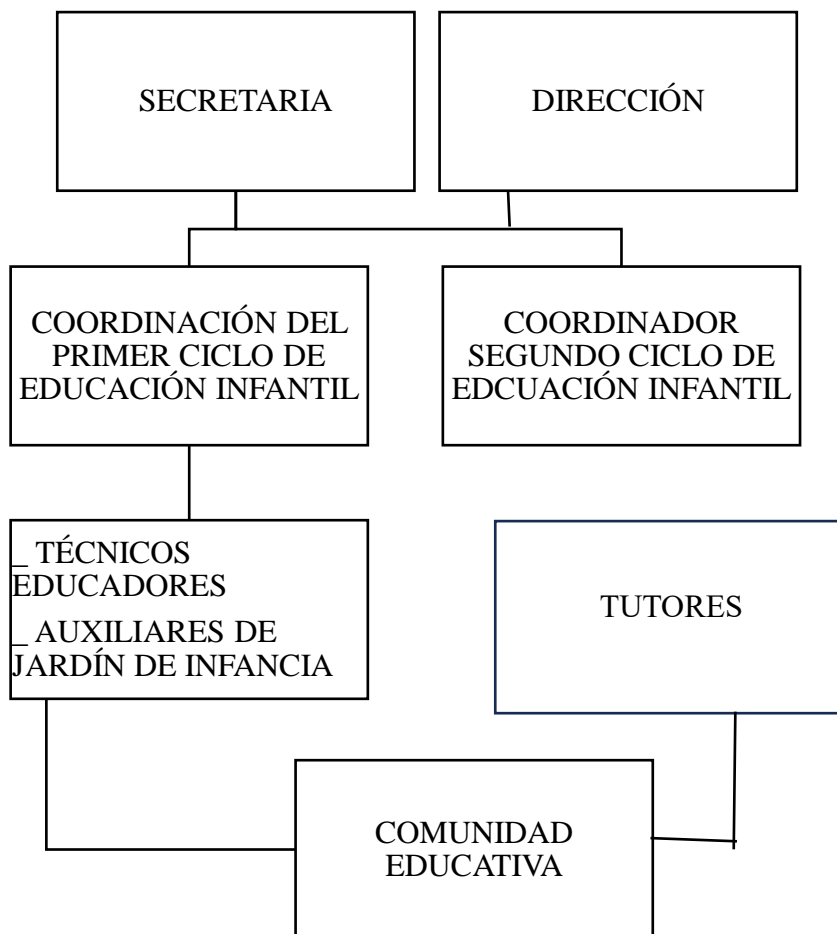 SECRETARIA
DIRECCIÓN
COORDINACIÓN DEL
PRIMER CICLO DE
EDUCACIÓN INFANTIL
COORDINADOR
SEGUNDO CICLO DE
EDCUACIÓN INFANTIL
_ TÉCNICOS
EDUCADORES
_ AUXILIARES DE
JARDÍN DE INFANCIA
TUTORES
COMUNIDAD
EDUCATIVA